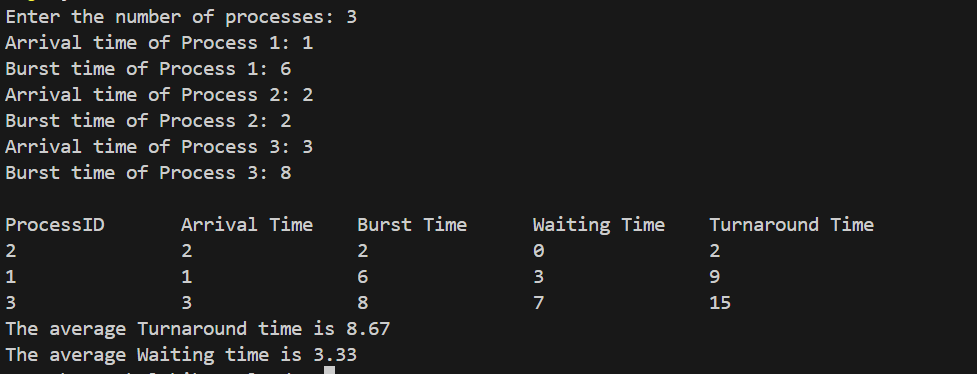 Enter the number of processes: 3
Arrival time of Process 1: 1
Burst time of Process 1: 6
Arrival time of Process 2: 2
Burst time of Process 2: 2
Arrival time of Process 3: 3
Burst time of Process 3: 8
ProcessID Arrival Time Burst Time Waiting Time Turnaround Time
2 2 2 0 2
1 1 6 3 9
3 3 8 7 15
The average Turnaround time is 8.67
The average Waiting time is 3.33